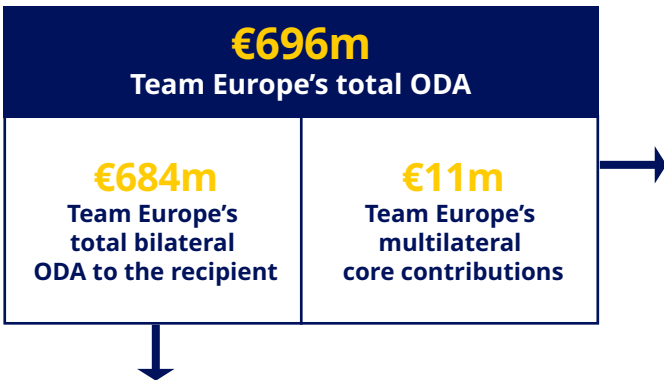 €696m
Team Europe’s total ODA
€684m
Team Europe’s
total bilateral
ODA to the recipient
€11m
Team Europe’s
multilateral
core contributions